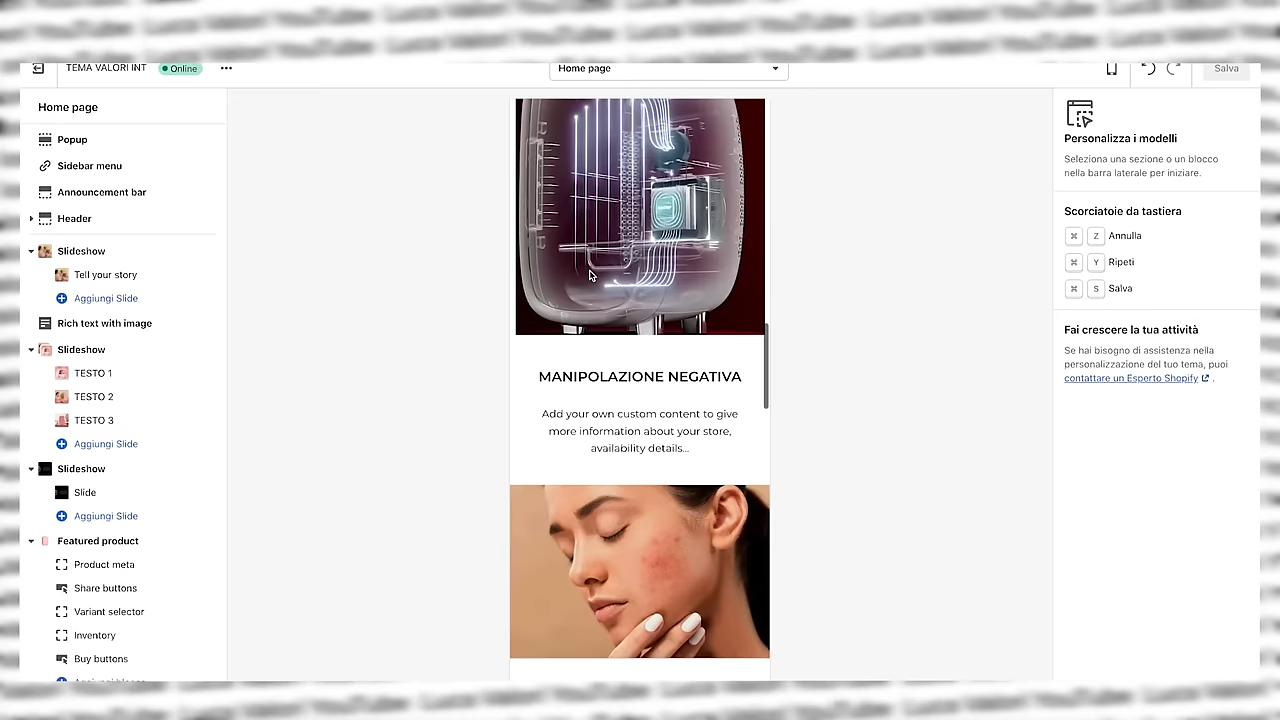 TEMA VALORI INT
Online
Home page
Salva
Home page
Popup
Sidebar menu
Announcement bar
Header
Slideshow
Tell your story
Aggiungi Slide
Rich text with image
Slideshow
TESTO 1
TESTO 2
TESTO 3
Aggiungi Slide
Slideshow
Slide
Aggiungi Slide
Featured product
Product meta
Share buttons
Variant selector
Inventory
Buy buttons
MANIPOLAZIONE NEGATIVA
Add your own custom content to give
more information about your store,
availability details...
Personalizza i modelli
Seleziona una sezione o un blocco
nella barra laterale per iniziare.
Scorciatoie da tastiera
⌘ Z Annulla
⌘ Y Ripeti
⌘ S Salva
Fai crescere la tua attività
Se hai bisogno di assistenza nella
personalizzazione del tuo tema, puoi
contattare un Esperto Shopify .